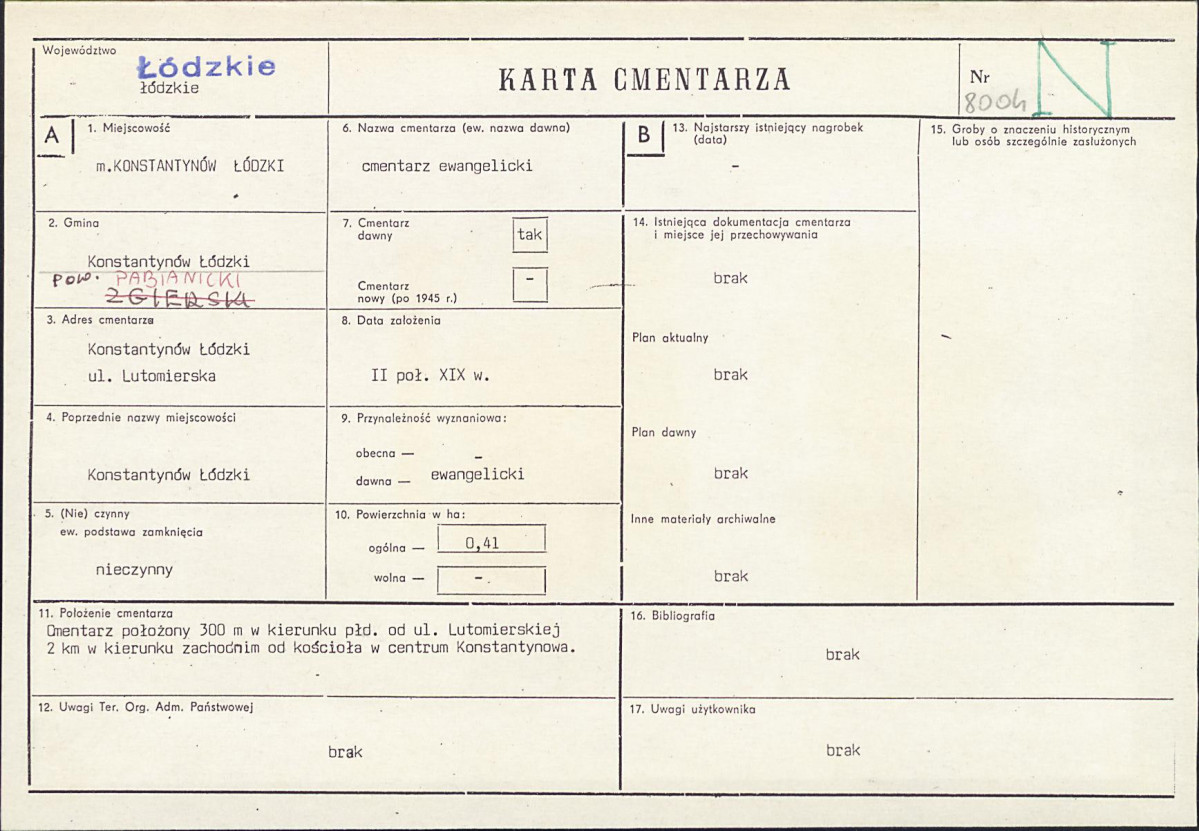 Województwo
Łódzkie
łódzkie
KARTA CMENTARZA
Nr
8004
N
A
1. Miejscowość
m.KONSTANTYNÓW ŁÓDZKI
2. Gmina
Konstantynów Łódzki
POW. PABIANICKI
ZGIERSKI
3. Adres cmentarza
Konstantynów Łódzki
ul. Lutomierska
4. Poprzednie nazwy miejscowości
Konstantynów Łódzki
5. (Nie) czynny
ew. podstawa zamknięcia
nieczynny
6. Nazwa cmentarza (ew. nazwa dawna)
cmentarz ewangelicki
7. Cmentarz
dawny
tak
Cmentarz
nowy (po 1945 r.)
-
8. Data założenia
II poł. XIX w.
9. Przynależność wyznaniowa:
obecna — -
dawna — ewangelicki
10. Powierzchnia w ha:
ogólna — 0,41
wolna — -.
B
13. Najstarszy istniejący nagrobek
(data)
-
14. Istniejąca dokumentacja cmentarza
i miejsce jej przechowywania
brak
Plan aktualny
brak
Plan dawny
brak
Inne materiały archiwalne
brak
15. Groby o znaczeniu historycznym
lub osób szczególnie zasłużonych
11. Położenie cmentarza
Cmentarz położony 300 m w kierunku płd. od ul. Lutomierskiej
2 km w kierunku zachodnim od kościoła w centrum Konstantynowa.
12. Uwagi Ter. Org. Adm. Państwowej
brak
16. Bibliografia
brak
17. Uwagi użytkownika
brak